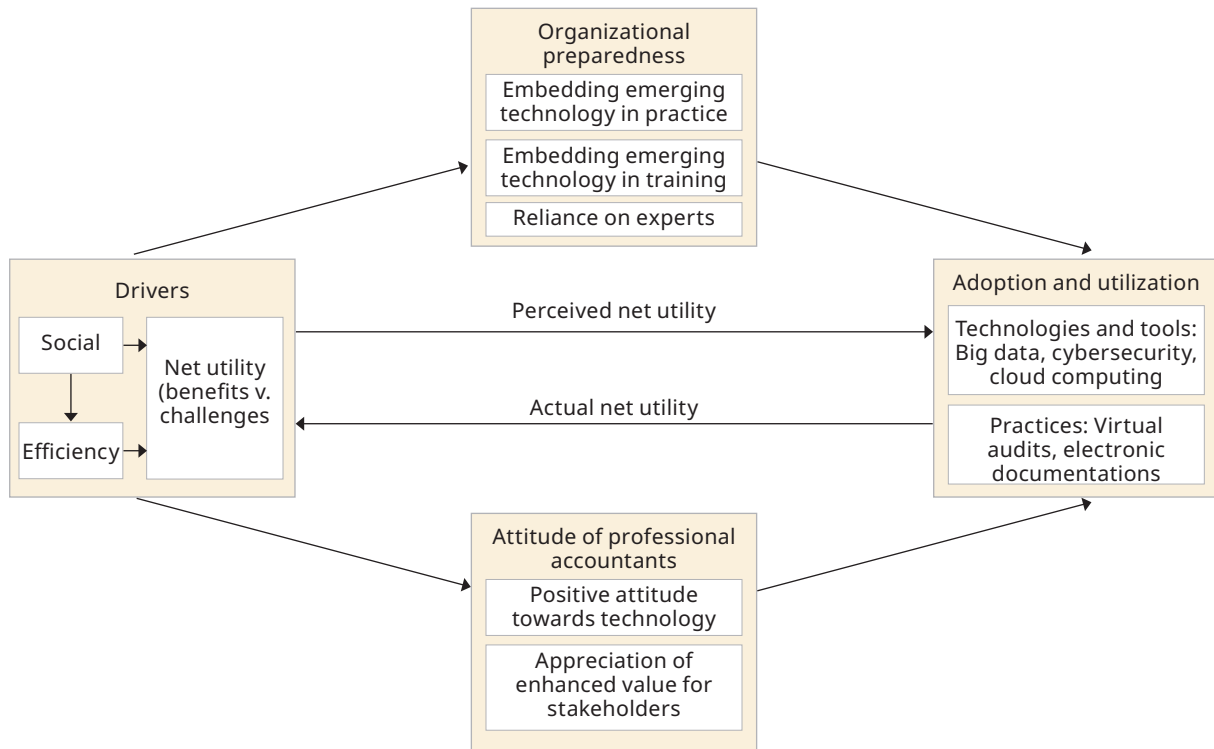 Organizational
preparedness
Embedding emerging
technology in practice
Embedding emerging
technology in training
Reliance on experts
Drivers
Social
Efficiency
Net utility
(benefits v.
challenges
Perceived net utility
Actual net utility
Adoption and utilization
Technologies and tools:
Big data, cybersecurity,
cloud computing
Practices: Virtual
audits, electronic
documentations
Attitude of professional
accountants
Positive attitude
towards technology
Appreciation of
enhanced value for
stakeholders